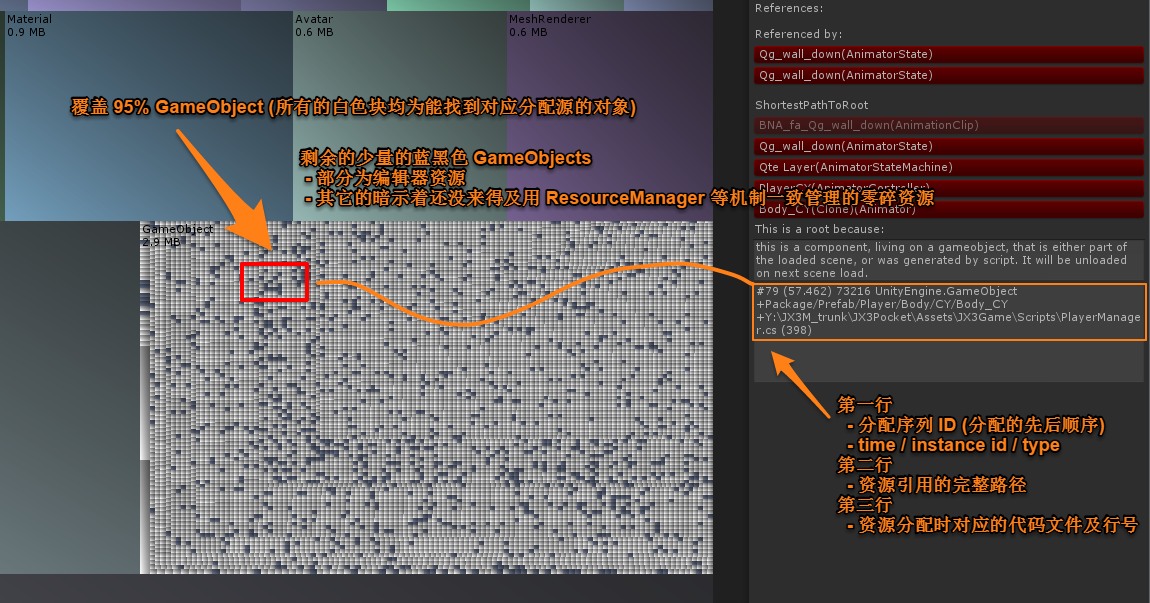 Material
0.9 MB
Avatar
0.6 MB
MeshRenderer
0.6 MB
覆盖 95% GameObject (所有的白色块均为能找到对应分配源的对象)
剩余的少量的蓝黑色 GameObjects
- 部分为编辑器资源
- 其它的暗示着还没来得及用 ResourceManager 等机制一致管理的零碎资源
GameObject
2.9 MB
References:
Referenced by:
Qg_wall_down(AnimatorState)
Qg_wall_down(AnimatorState)
ShortestPathToRoot
BNA_fa_Qg_wall_down(AnimationClip)
Qg_wall_down(AnimatorState)
Qte Layer(AnimatorStateMachine)
PlayerCY(AnimatorController)
Body_CY(Clone)(Animator)
This is a root because:
this is a component, living on a gameobject, that is either part
of the loaded scene, or was generated by script. It will be unloaded
on next scene load.
#79 (57.462) 73216 UnityEngine.GameObject
+Package/Prefab/Player/Body/CY/Body_CY
+Y:\JX3M_trunk\JX3Pocket\Assets\JX3Game\Scripts\PlayerManage
r.cs (398)
第一行
- 分配序列 ID (分配的先后顺序)
- time / instance id / type
第二行
- 资源引用的完整路径
第三行
- 资源分配时对应的代码文件及行号